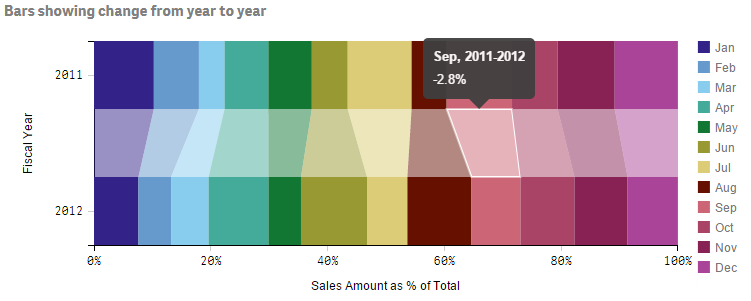 Bars showing change from year to year
Sep, 2011-2012
-2.8%
2011
2012
Fiscal Year
0%
20%
40%
60%
80%
100%
Sales Amount as % of Total
Jan
Feb
Mar
Apr
May
Jun
Jul
Aug
Sep
Oct
Nov
Dec